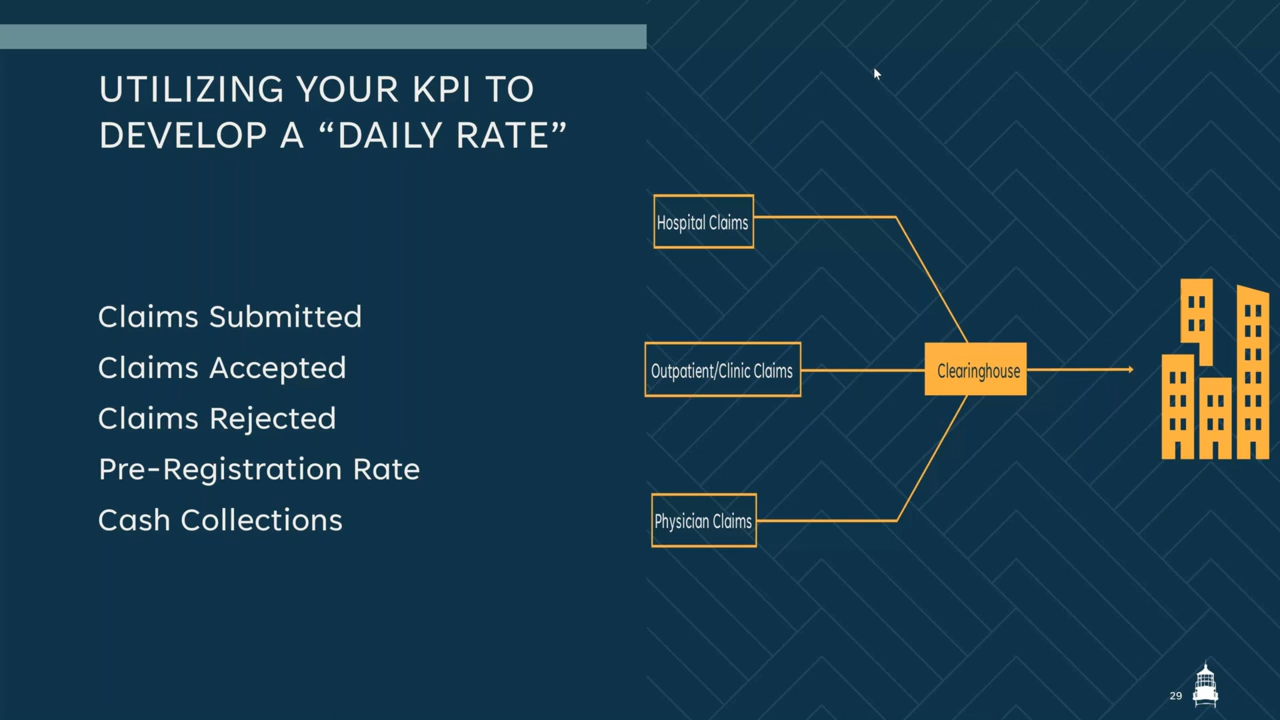 UTILIZING YOUR KPI TO
DEVELOP A “DAILY RATE”
Claims Submitted
Claims Accepted
Claims Rejected
Pre-Registration Rate
Cash Collections
Hospital Claims
Outpatient/Clinic Claims
Clearinghouse
Physician Claims
29